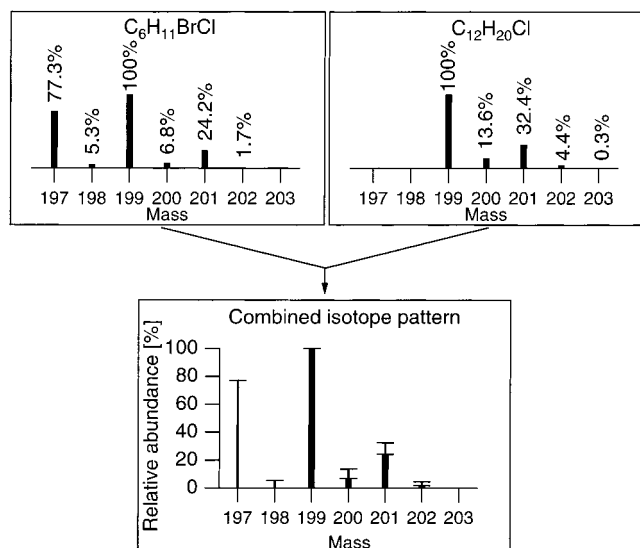 C6H11BrCl
77.3%
5.3%
100%
6.8%
24.2%
1.7%
197 198 199 200 201 202 203
Mass
C12H20Cl
100%
13.6%
32.4%
4.4%
0.3%
197 198 199 200 201 202 203
Mass
Combined isotope pattern
Relative abundance [%]
100
80
60
40
20
0
197 198 199 200 201 202 203
Mass